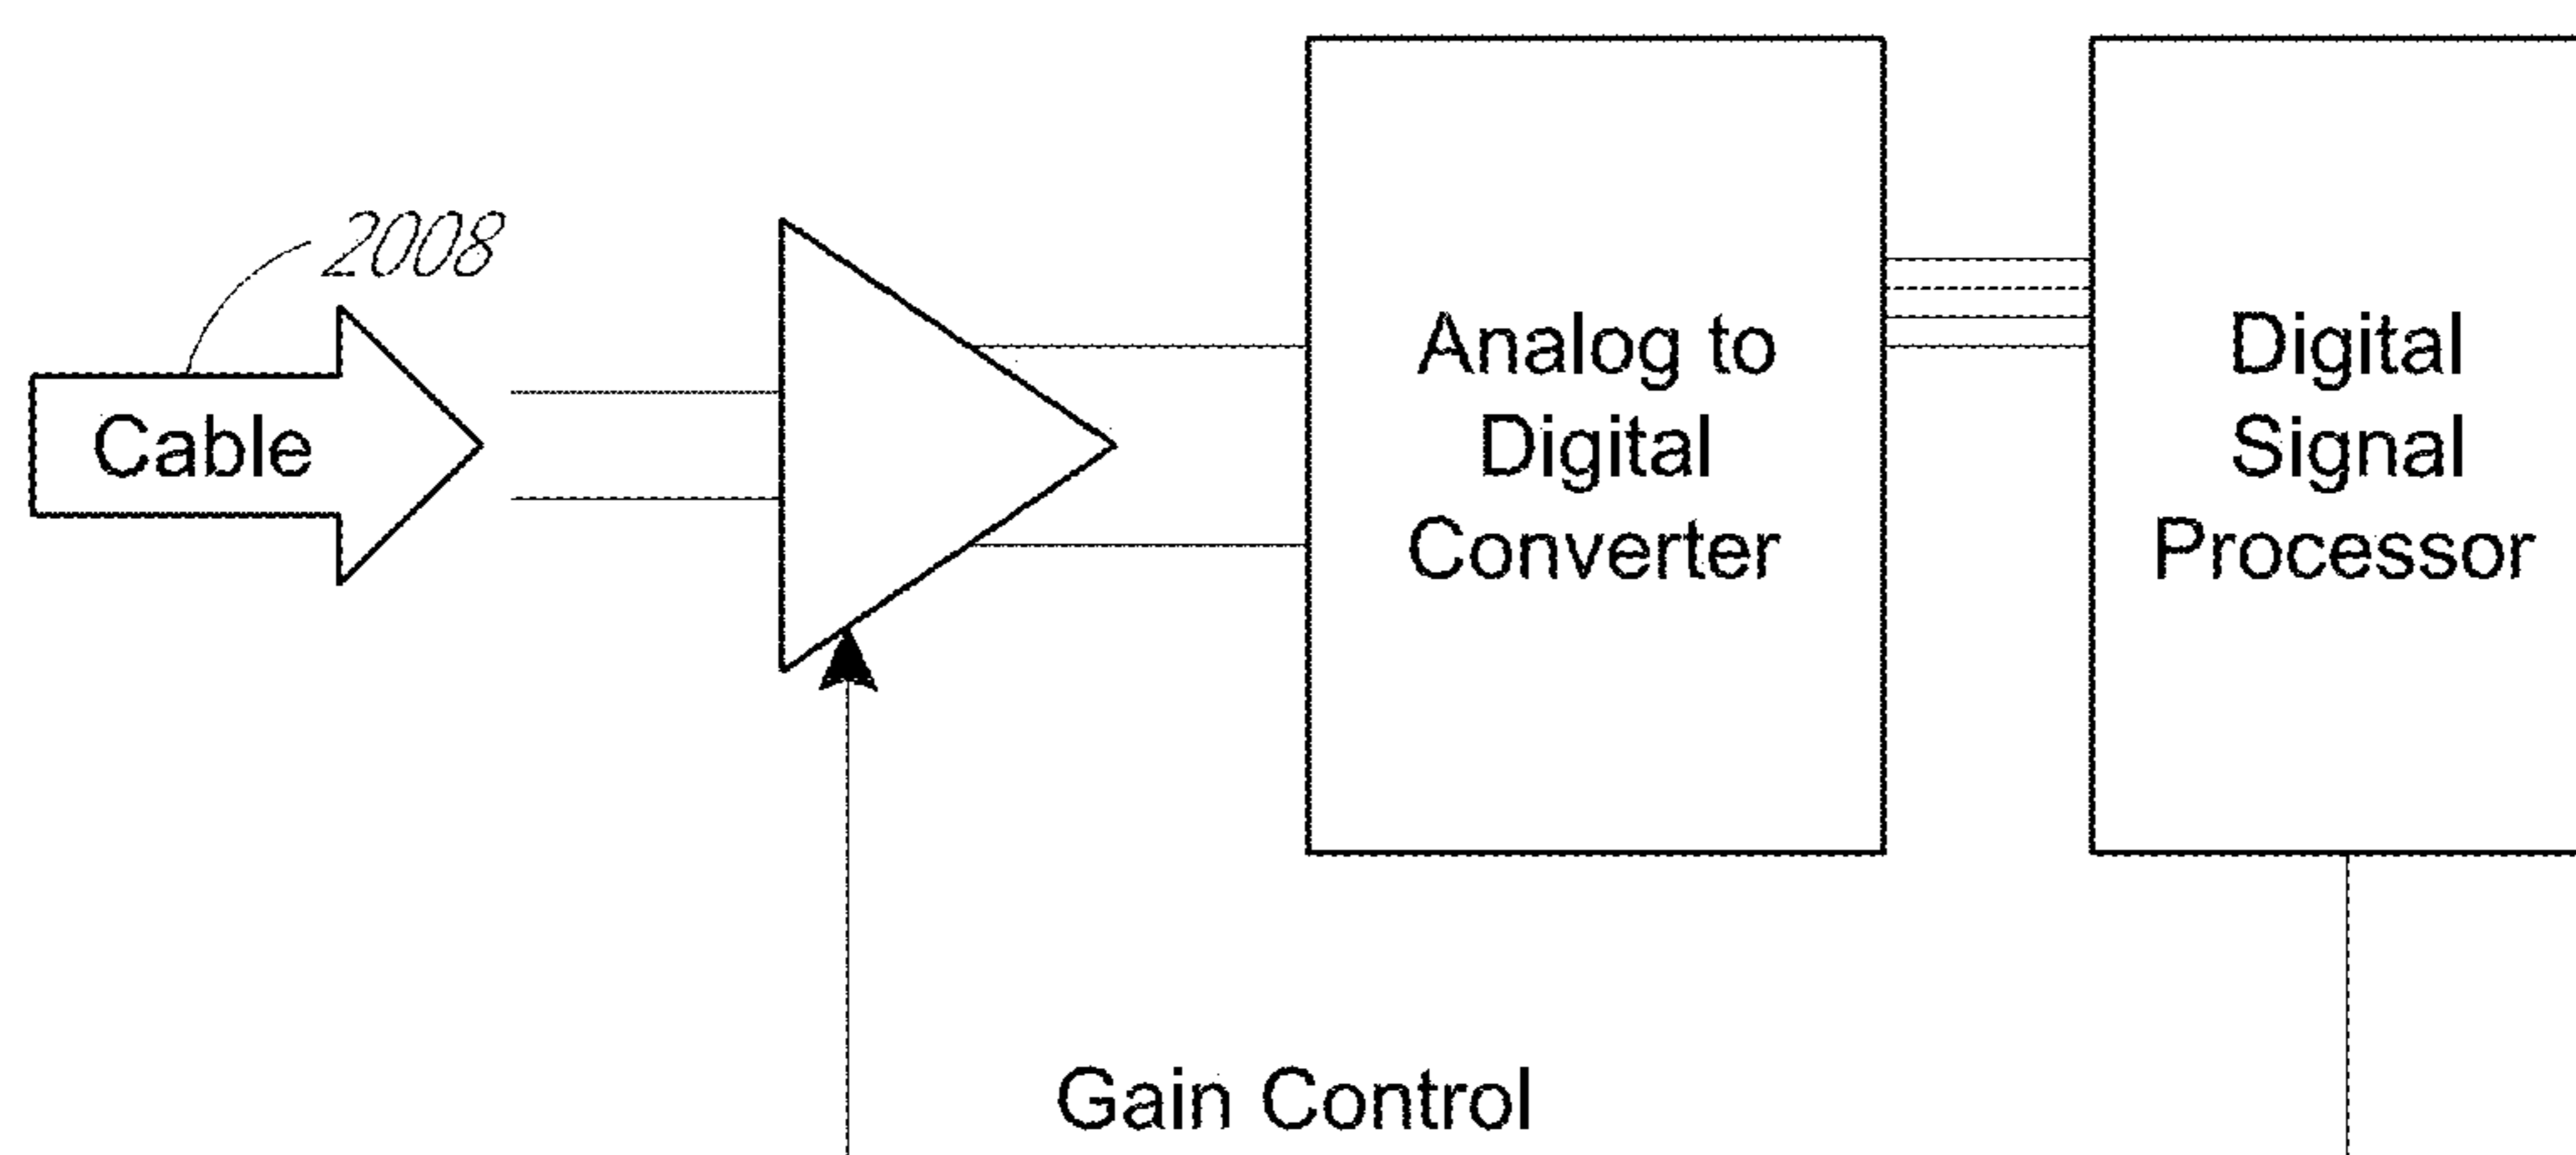 2008
Cable
Analog to
Digital
Converter
Digital
Signal
Processor
Gain Control